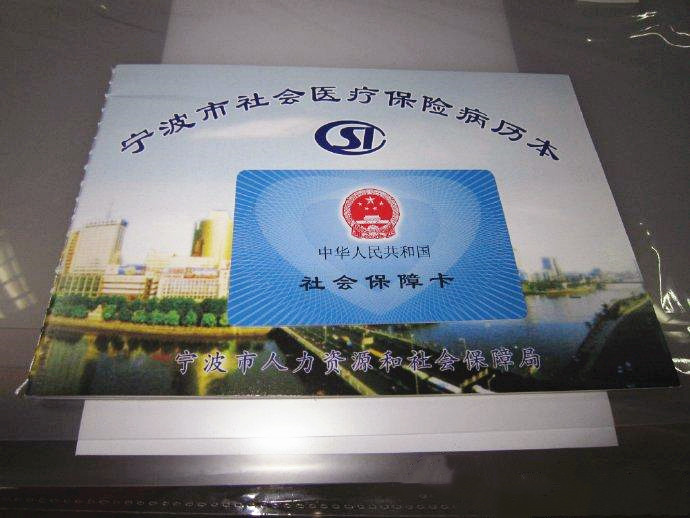 宁波市社会医疗保险病历本
CSI
中华人民共和国
社会保障卡
宁波市人力资源和社会保障局